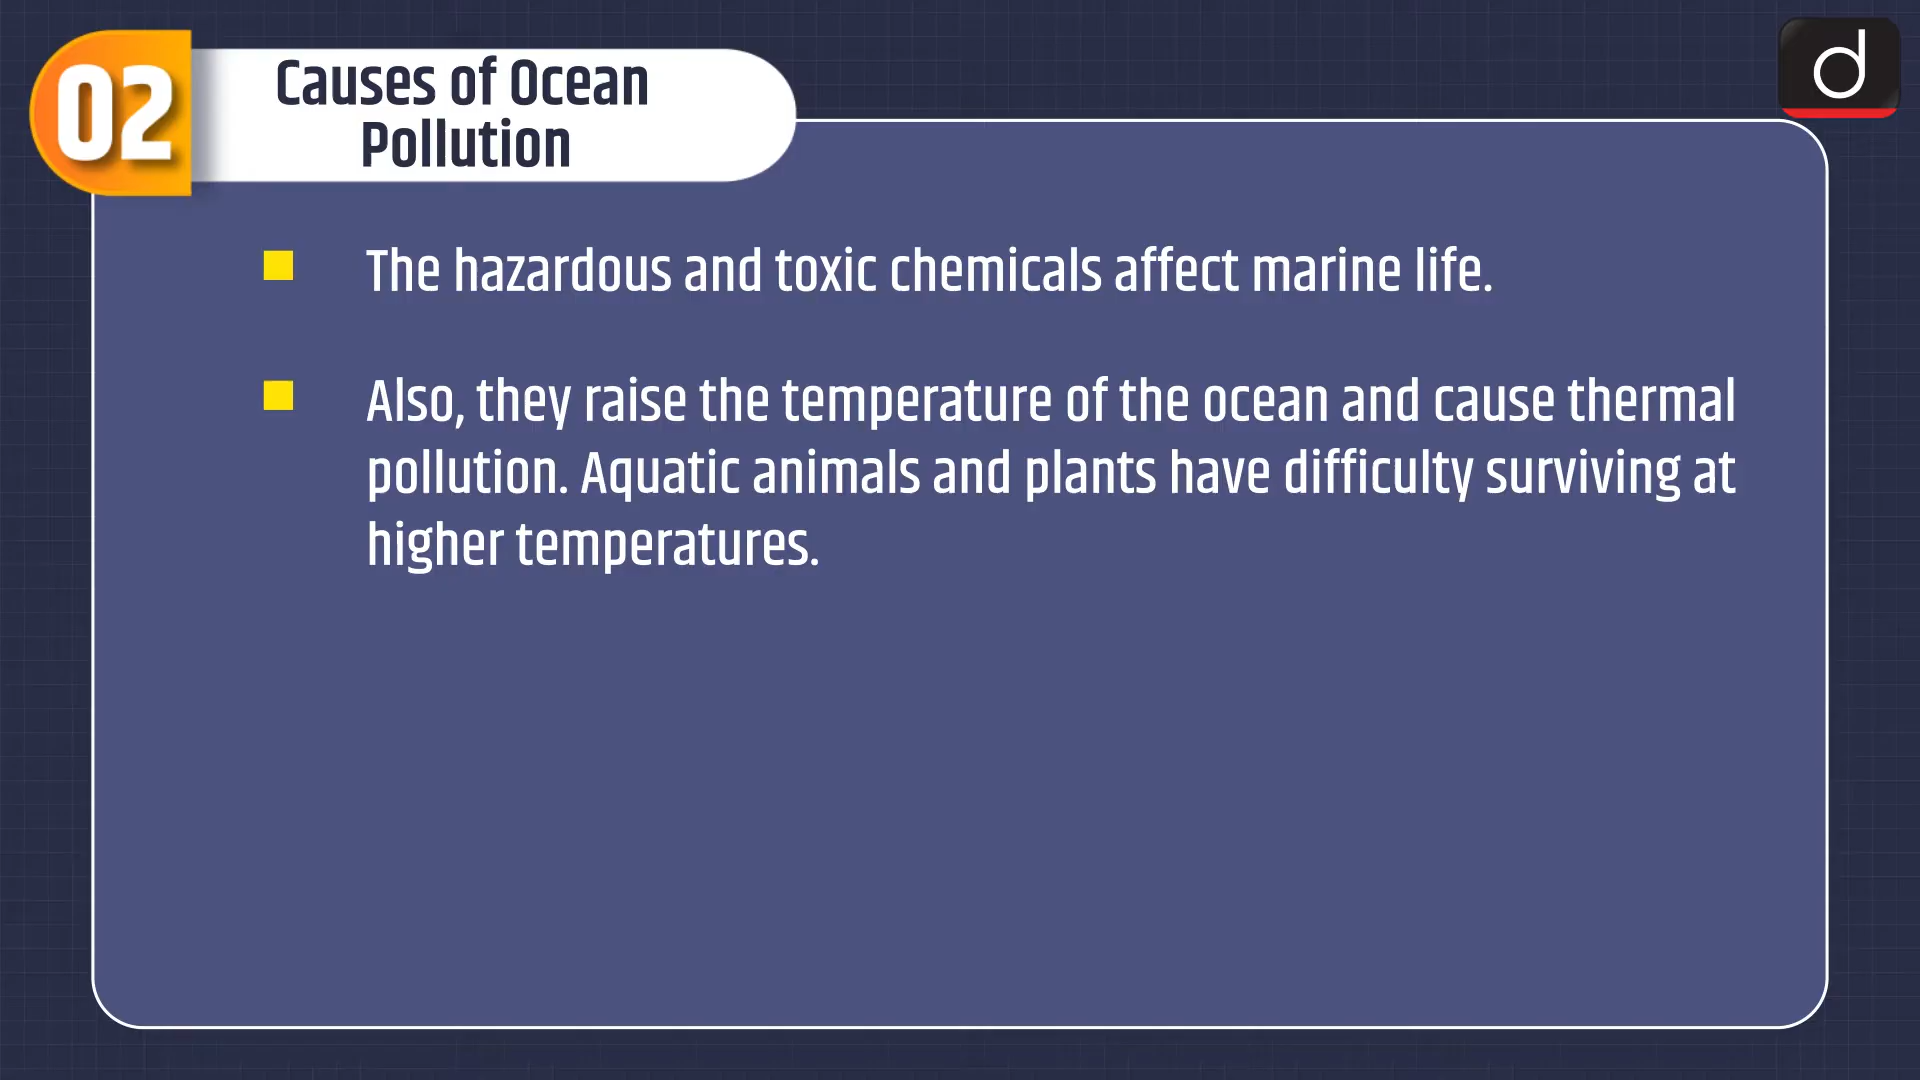 02
Causes of Ocean
Pollution
d
The hazardous and toxic chemicals affect marine life.
Also, they raise the temperature of the ocean and cause thermal
pollution. Aquatic animals and plants have difficulty surviving at
higher temperatures.